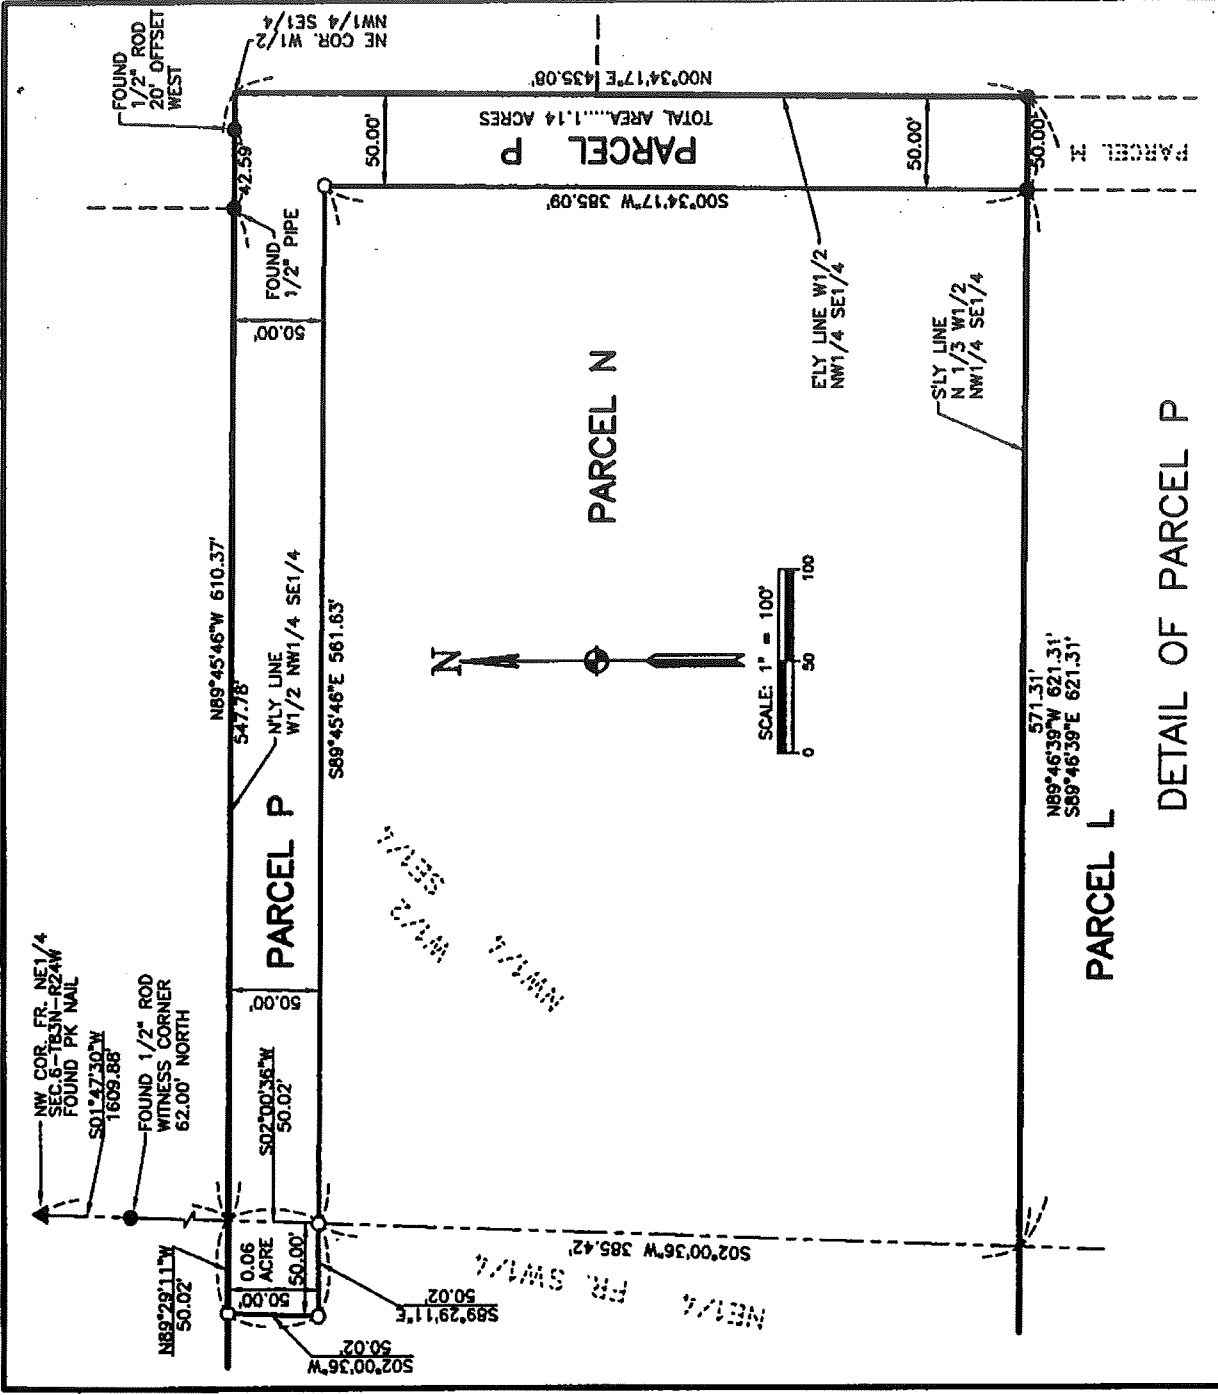 FOUND
1/2" ROD
20' OFFSET
WEST
NE COR. W1/2
NW1/4 SE1/4
42.59'
FOUND
1/2" PIPE
50.00'
N00°34'17"E 435.08'
TOTAL AREA.....1.14 ACRES
PARCEL P
50.00'
50.00'
50.00'
PARCEL M
S00°34'17"W 385.09'
E'LY LINE W1/2
NW1/4 SE1/4
S'LY LINE
N 1/3 W1/2
NW1/4 SE1/4
PARCEL N
N89°45'46"W 610.37'
547.78'
N'LY LINE
W1/2 NW1/4 SE1/4
S89°45'46"E 561.63'
N
SCALE: 1" = 100'
0 50 100
PARCEL P
50.00'
SE1/4
W1/2
NW1/4
571.31'
N89°46'39"W 621.31'
S89°46'39"E 621.31'
PARCEL L
DETAIL OF PARCEL P
NW COR. FR. NE1/4
SEC.6-T83N-R24W
FOUND PK NAIL
S01°47'30"W
1609.88'
FOUND 1/2" ROD
WITNESS CORNER
62.00' NORTH
S02°00'36"W
50.02'
N89°29'11"W
50.02'
0.06
ACRE
50.00'
50.00'
S89°29'11"E
50.02'
S02°00'36"W
50.02'
S02°00'36"W 385.42'
NE1/4 FR. SW1/4